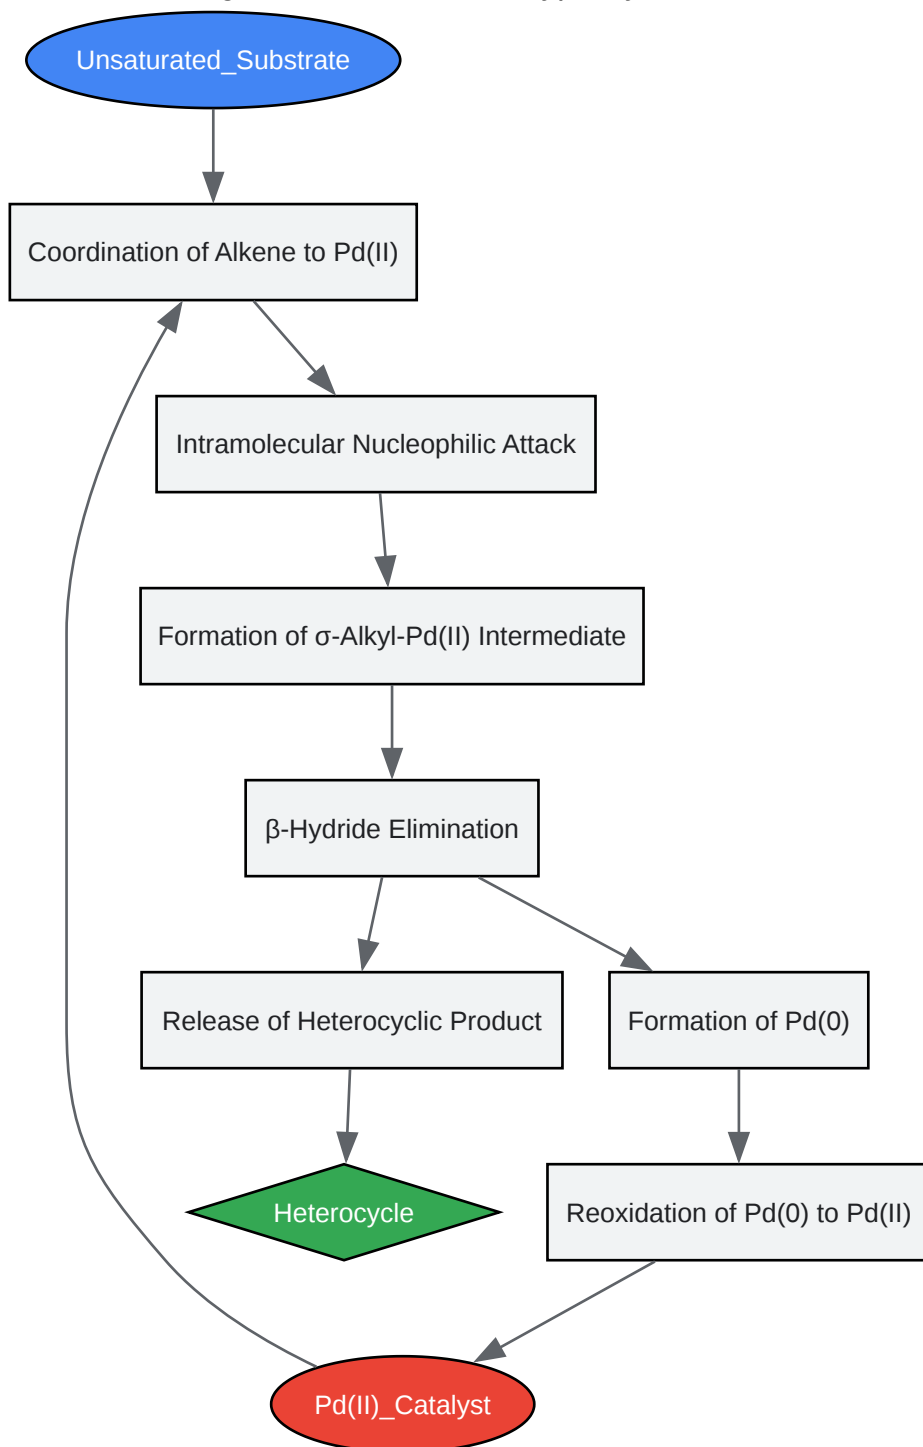 Unsaturated_Substrate
Coordination of Alkene to Pd(II)
Intramolecular Nucleophilic Attack
Formation of σ-Alkyl-Pd(II) Intermediate
β-Hydride Elimination
Release of Heterocyclic Product
Formation of Pd(0)
Heterocycle
Reoxidation of Pd(0) to Pd(II)
Pd(II)_Catalyst